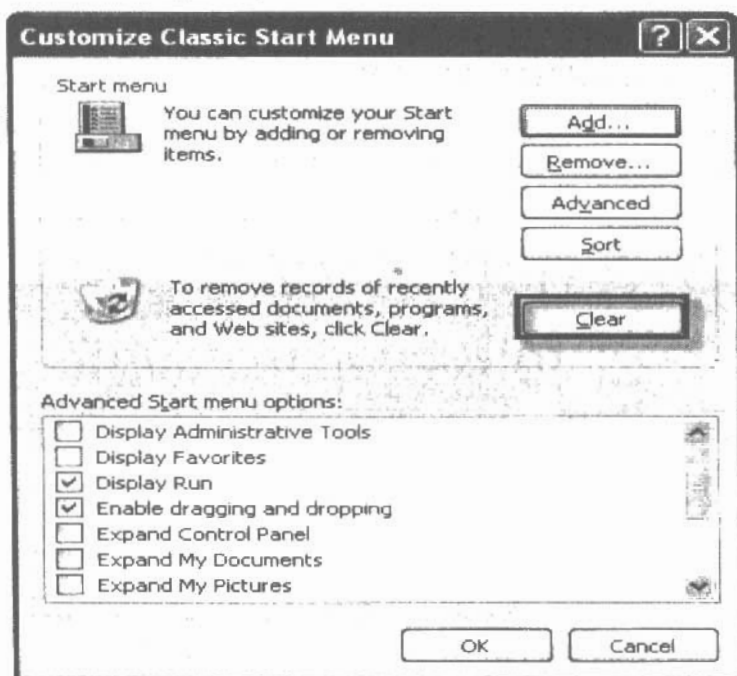 Customize Classic Start Menu
Start menu
You can customize your Start
menu by adding or removing
items.
Add...
Remove...
Advanced
Sort
To remove records of recently
accessed documents, programs,
and Web sites, click Clear.
Clear
Advanced Start menu options:
Display Administrative Tools
Display Favorites
Display Run
Enable dragging and dropping
Expand Control Panel
Expand My Documents
Expand My Pictures
OK
Cancel